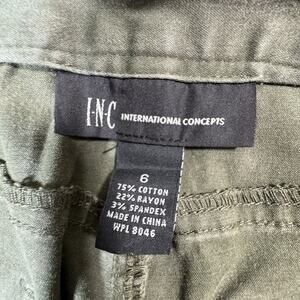 I·N·C INTERNATIONAL CONCEPTS
6
75% COTTON
22% RAYON
3% SPANDEX
MADE IN CHINA
WPL 8046